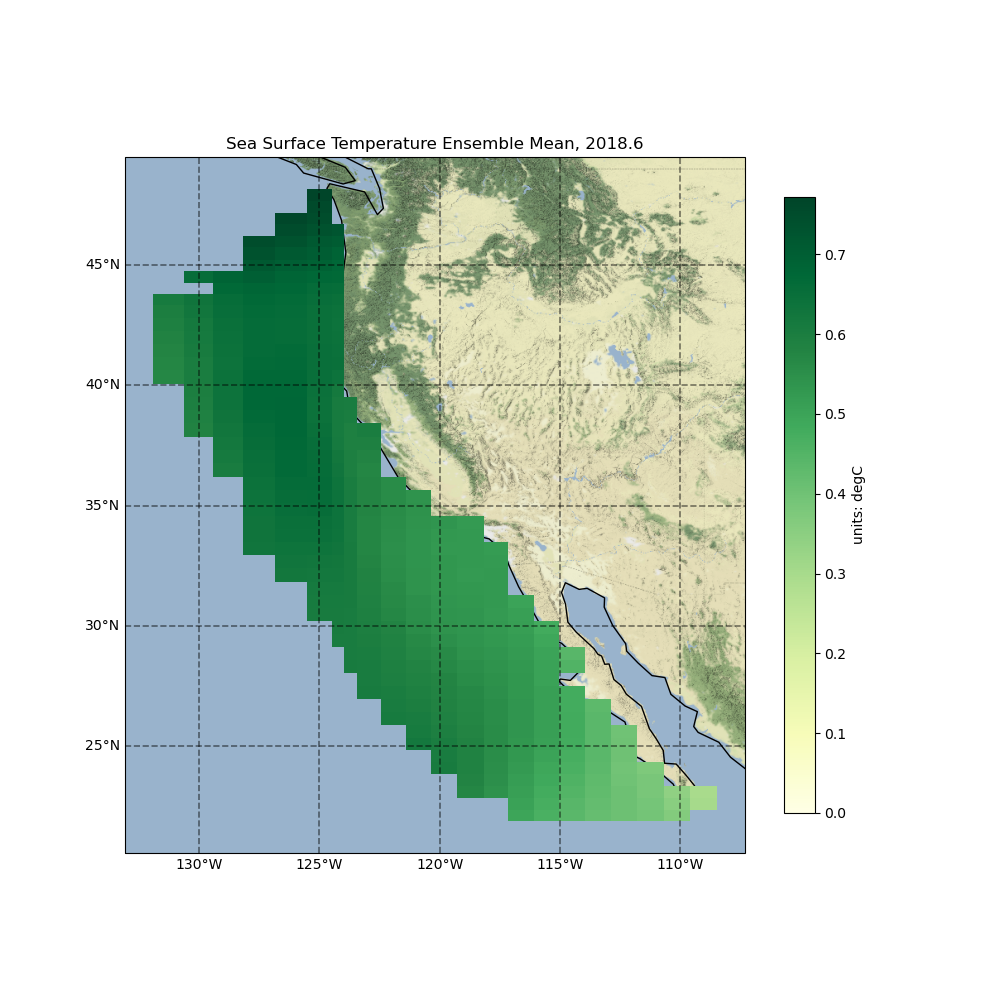 Sea Surface Temperature Ensemble Mean, 2018.6
45°N
40°N
35°N
30°N
25°N
130°W 125°W 120°W 115°W 110°W
0.7
0.6
0.5
0.4
0.3
0.2
0.1
0.0
units: degC